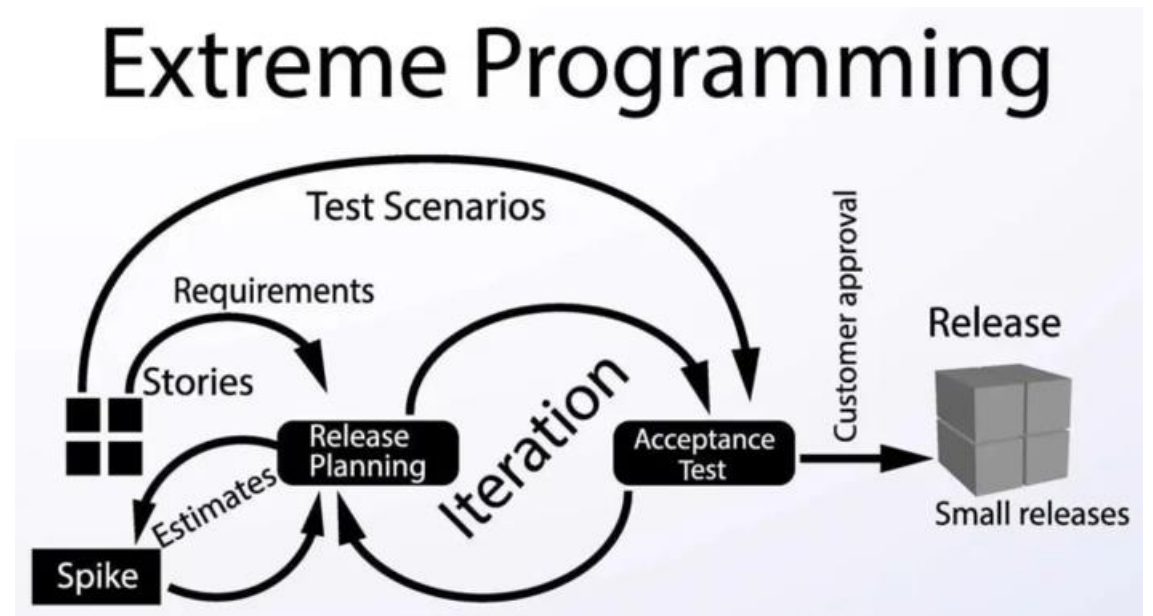 Extreme Programming
Test Scenarios
Requirements
Stories
Release
Planning
Estimates
Spike
Iteration
Acceptance
Test
Customer approval
Release
Small releases